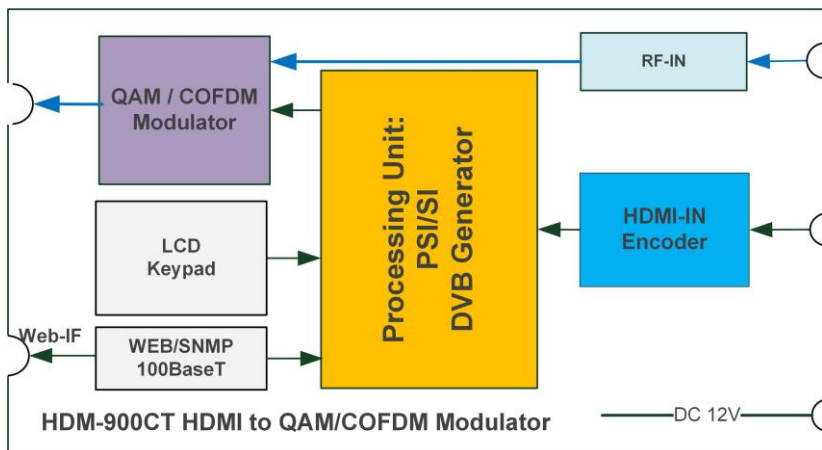 QAM / COFDM
Modulator
RF-IN
Processing Unit:
PSI/SI
DVB Generator
HDMI-IN
Encoder
LCD
Keypad
Web-IF
WEB/SNMP
100BaseT
HDM-900CT HDMI to QAM/COFDM Modulator
DC 12V